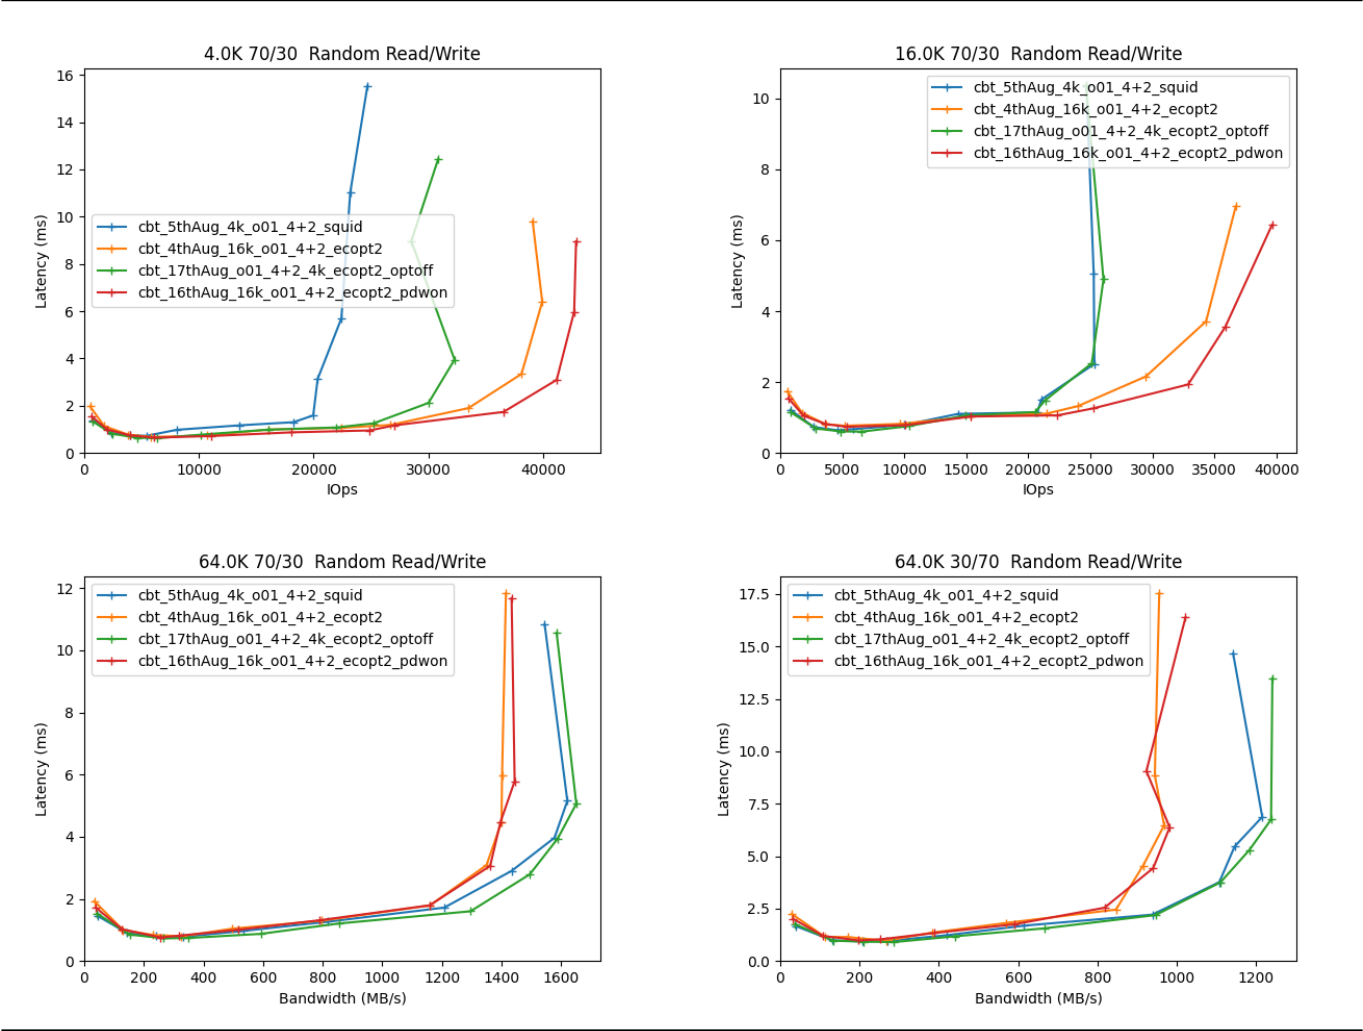 4.0K 70/30  Random Read/Write
16
14
12
10
8
6
4
2
0
Latency (ms)
cbt_5thAug_4k_o01_4+2_squid
cbt_4thAug_16k_o01_4+2_ecopt2
cbt_17thAug_o01_4+2_4k_ecopt2_optoff
cbt_16thAug_16k_o01_4+2_ecopt2_pdwon
0 10000 20000 30000 40000
IOps
16.0K 70/30  Random Read/Write
10
8
6
4
2
0
Latency (ms)
cbt_5thAug_4k_o01_4+2_squid
cbt_4thAug_16k_o01_4+2_ecopt2
cbt_17thAug_o01_4+2_4k_ecopt2_optoff
cbt_16thAug_16k_o01_4+2_ecopt2_pdwon
0 5000 10000 15000 20000 25000 30000 35000 40000
IOps
64.0K 70/30  Random Read/Write
12
10
8
6
4
2
0
Latency (ms)
cbt_5thAug_4k_o01_4+2_squid
cbt_4thAug_16k_o01_4+2_ecopt2
cbt_17thAug_o01_4+2_4k_ecopt2_optoff
cbt_16thAug_16k_o01_4+2_ecopt2_pdwon
0 200 400 600 800 1000 1200 1400 1600
Bandwidth (MB/s)
64.0K 30/70  Random Read/Write
17.5
15.0
12.5
10.0
7.5
5.0
2.5
0.0
Latency (ms)
cbt_5thAug_4k_o01_4+2_squid
cbt_4thAug_16k_o01_4+2_ecopt2
cbt_17thAug_o01_4+2_4k_ecopt2_optoff
cbt_16thAug_16k_o01_4+2_ecopt2_pdwon
0 200 400 600 800 1000 1200
Bandwidth (MB/s)